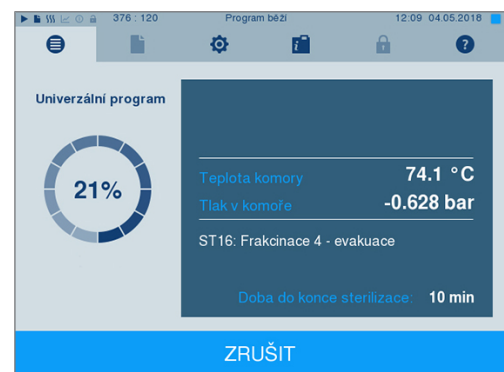 376 : 120 Program běží 12:09 04.05.2018
Univerzální program
21%
Teplota komory 74.1 °C
Tlak v komoře -0.628 bar
ST16: Frakcinace 4 - evakuace
Doba do konce sterilizace: 10 min
ZRUŠIT